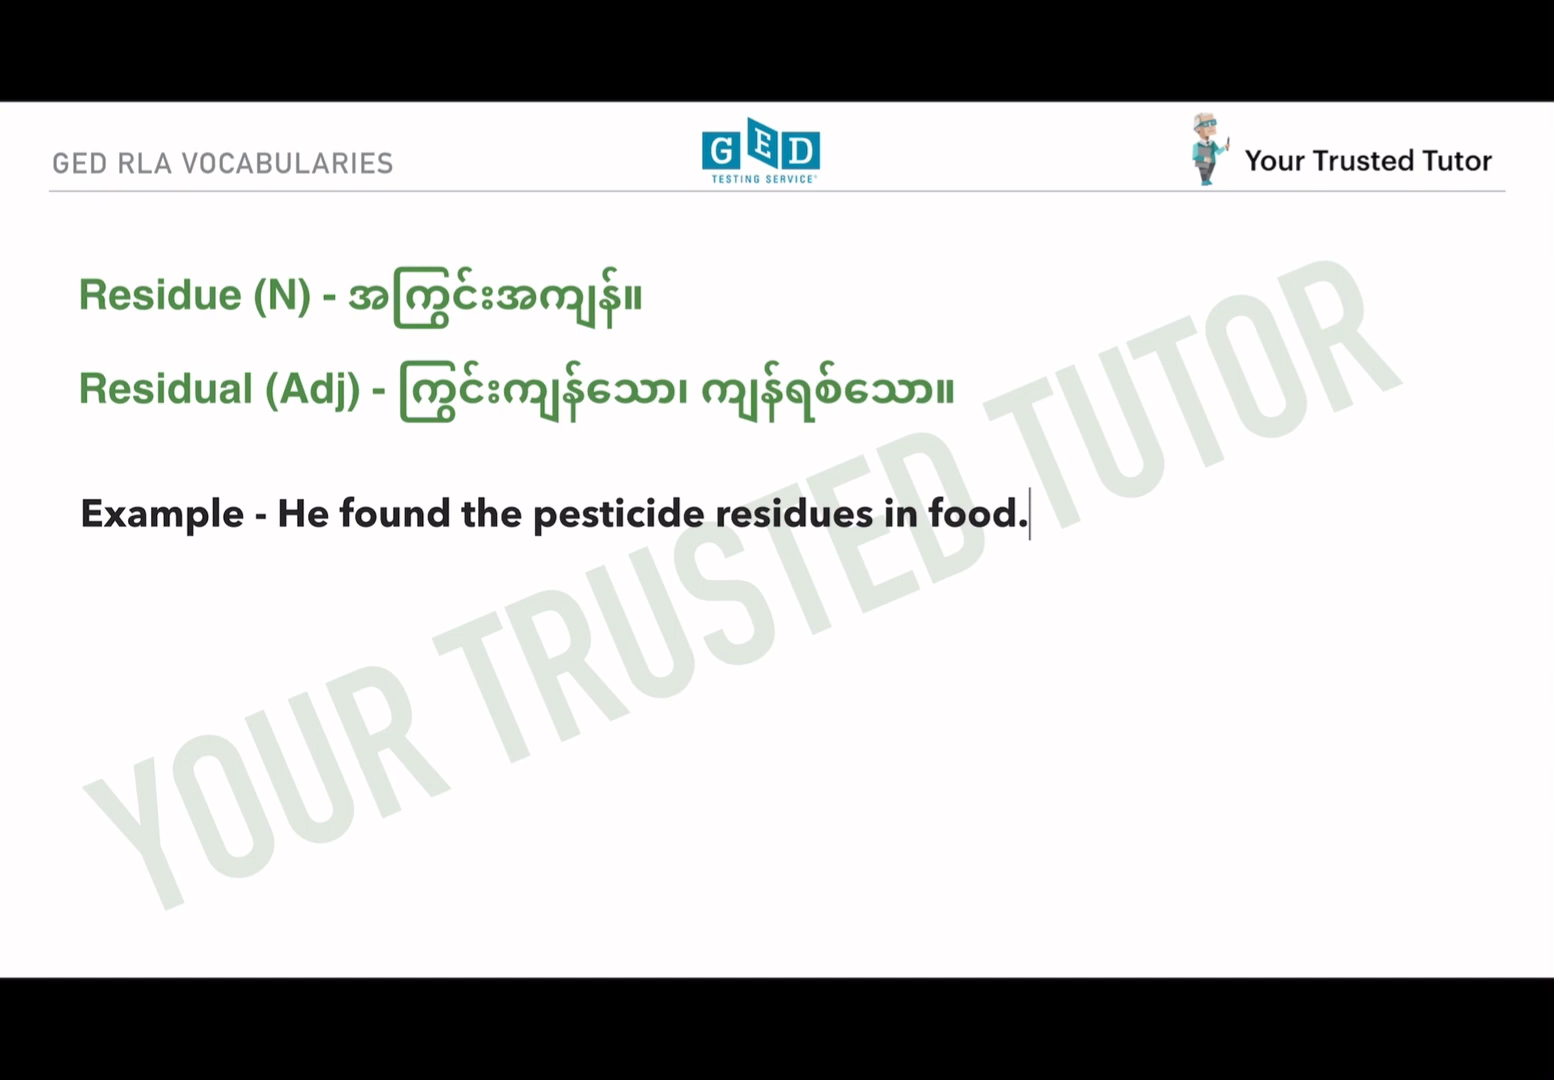 GED RLA VOCABULARIES
GED
TESTING SERVICE
Your Trusted Tutor
Residue (N) - အကြွင်းအကျန်။
Residual (Adj) - ကြွင်းကျန်သော၊ ကျန်ရစ်သော။
Example - He found the pesticide residues in food.
YOUR TRUSTED TUTOR